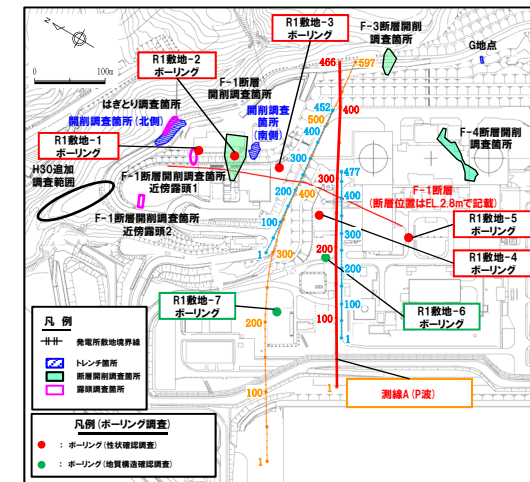 N
0 100m
R1敷地-3
ボーリング
F-3断層開削
調査箇所
G地点
R1敷地-2
ボーリング
F-1断層
開削調査箇所
はぎとり調査箇所
開削調査箇所(北側)
開削調査
箇所
(南側)
R1敷地-1
ボーリング
H30追加
調査範囲
F-1断層開削調査箇所
近傍露頭1
F-1断層開削調査箇所
近傍露頭2
F-4断層開削
調査箇所
F-1断層
(断層位置はEL.2.8mで記載)
R1敷地-5
ボーリング
R1敷地-4
ボーリング
R1敷地-7
ボーリング
R1敷地-6
ボーリング
測線A(P波)
466
400
300
200
100
1
597
500
400
300
200
100
1
452
400
300
200
100
1
477
400
300
200
100
1
凡 例
発電所敷地境界線
トレンチ箇所
断層開削調査箇所
露頭調査箇所
凡例(ボーリング調査)
: ボーリング(性状確認調査)
: ボーリング(地質構造確認調査)